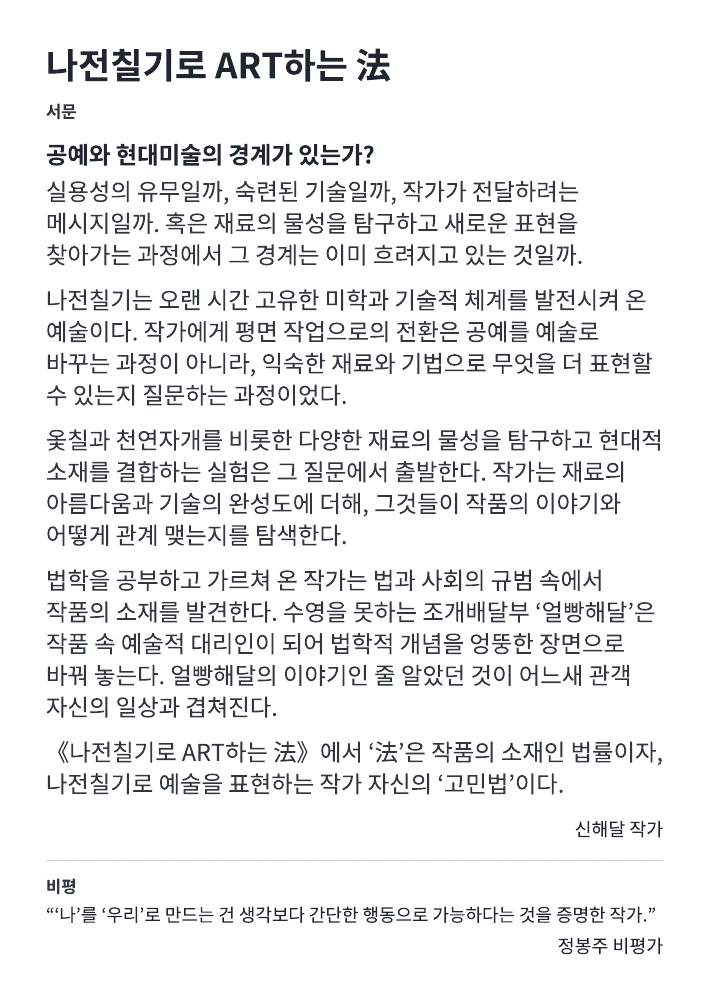 나전칠기로 ART하는 法
서문
공예와 현대미술의 경계가 있는가?
실용성의 유무일까, 숙련된 기술일까, 작가가 전달하려는
메시지일까. 혹은 재료의 물성을 탐구하고 새로운 표현을
찾아가는 과정에서 그 경계는 이미 흐려지고 있는 것일까.
나전칠기는 오랜 시간 고유한 미학과 기술적 체계를 발전시켜 온
예술이다. 작가에게 평면 작업으로의 전환은 공예를 예술로
바꾸는 과정이 아니라, 익숙한 재료와 기법으로 무엇을 더 표현할
수 있는지 질문하는 과정이었다.
옻칠과 천연자개를 비롯한 다양한 재료의 물성을 탐구하고 현대적
소재를 결합하는 실험은 그 질문에서 출발한다. 작가는 재료의
아름다움과 기술의 완성도에 더해, 그것들이 작품의 이야기와
어떻게 관계 맺는지를 탐색한다.
법학을 공부하고 가르쳐 온 작가는 법과 사회의 규범 속에서
작품의 소재를 발견한다. 수영을 못하는 조개배달부 ‘얼빵해달’은
작품 속 예술적 대리인이 되어 법학적 개념을 엉뚱한 장면으로
바꿔 놓는다. 얼빵해달의 이야기인 줄 알았던 것이 어느새 관객
자신의 일상과 겹쳐진다.
《나전칠기로 ART하는 法》에서 ‘法’은 작품의 소재인 법률이자,
나전칠기로 예술을 표현하는 작가 자신의 ‘고민법’이다.
신해달 작가
비평
“‘나’를 ‘우리’로 만드는 건 생각보다 간단한 행동으로 가능하다는 것을 증명한 작가.”
정봉주 비평가